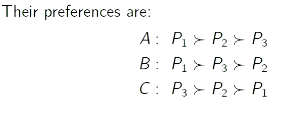 Their preferences are:
A : P₁ ≻ P₂ ≻ P₃
B : P₁ ≻ P₃ ≻ P₂
C : P₃ ≻ P₂ ≻ P₁